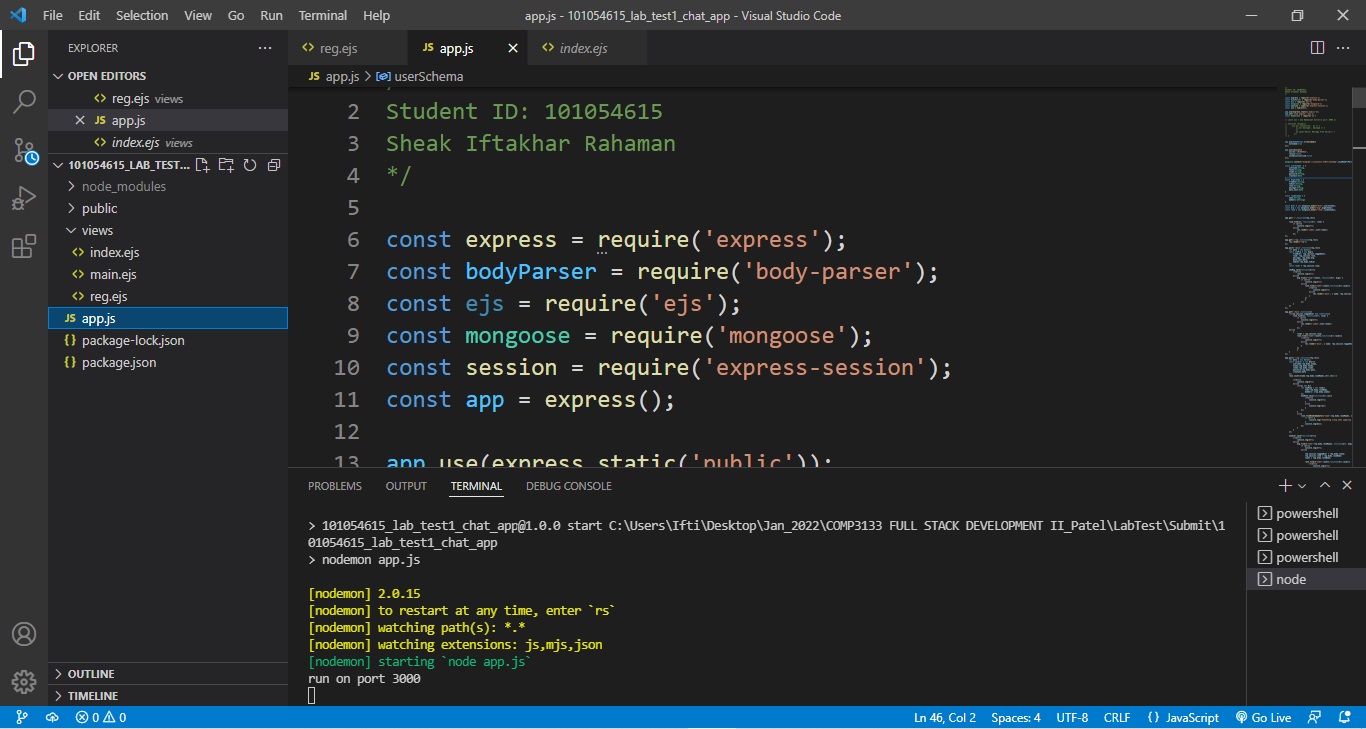 File Edit Selection View Go Run Terminal Help app.js - 101054615_lab_test1_chat_app - Visual Studio Code
EXPLORER
OPEN EDITORS
reg.ejs views
JS app.js
index.ejs views
101054615_LAB_TEST...
node_modules
public
views
index.ejs
main.ejs
reg.ejs
JS app.js
{} package-lock.json
{} package.json
OUTLINE
TIMELINE
reg.ejs JS app.js index.ejs
JS app.js > userSchema
2 Student ID: 101054615
3 Sheak Iftakhar Rahaman
4 */
5
6 const express = require('express');
7 const bodyParser = require('body-parser');
8 const ejs = require('ejs');
9 const mongoose = require('mongoose');
10 const session = require('express-session');
11 const app = express();
12
13 app.use(express.static('public'));
PROBLEMS OUTPUT TERMINAL DEBUG CONSOLE
> 101054615_lab_test1_chat_app@1.0.0 start C:\Users\Ifti\Desktop\Jan_2022\COMP3133 FULL STACK DEVELOPMENT II_Patel\LabTest\Submit\1
01054615_lab_test1_chat_app
> nodemon app.js
[nodemon] 2.0.15
[nodemon] to restart at any time, enter `rs`
[nodemon] watching path(s): *.*
[nodemon] watching extensions: js,mjs,json
[nodemon] starting `node app.js`
run on port 3000
powershell
powershell
powershell
node
0 0 Ln 46, Col 2 Spaces: 4 UTF-8 CRLF {} JavaScript Go Live